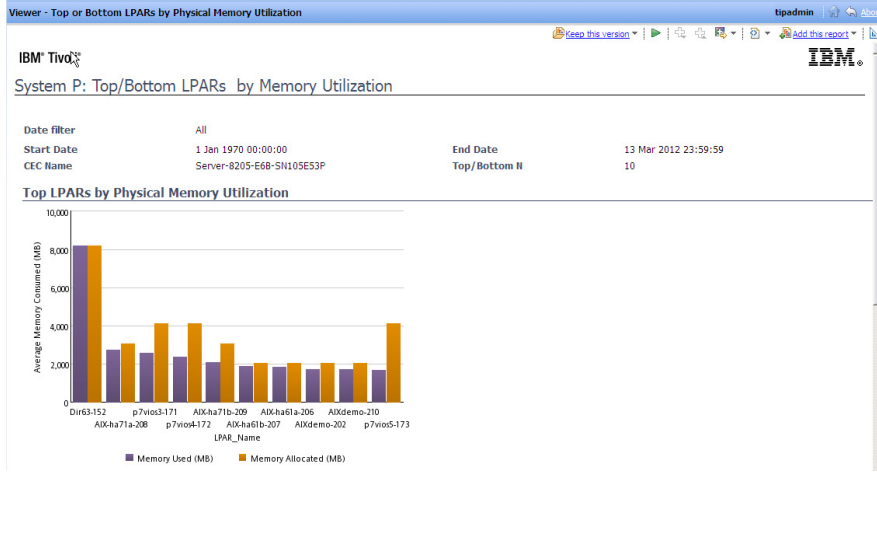 Viewer - Top or Bottom LPARs by Physical Memory Utilization tipadmin
Keep this version Add this report
IBM® IBM®
System P: Top/Bottom LPARs by Memory Utilization
Date filter All
Start Date 1 Jan 1970 00:00:00 End Date 13 Mar 2012 23:59:59
CEC Name Server-8205-E6B-SN105E53P Top/Bottom N 10
Top LPARs by Physical Memory Utilization
10,000
8,000
6,000
4,000
2,000
0
Average Memory Consumed (MB)
Dir63-152 p7vios3-171 AIX-ha71b-209 AIX-ha61a-206 AIXdemo-210
AIX-ha71a-208 p7vios4-172 AIX-ha61b-207 AIXdemo-202 p7vios5-173
LPAR_Name
Memory Used (MB) Memory Allocated (MB)